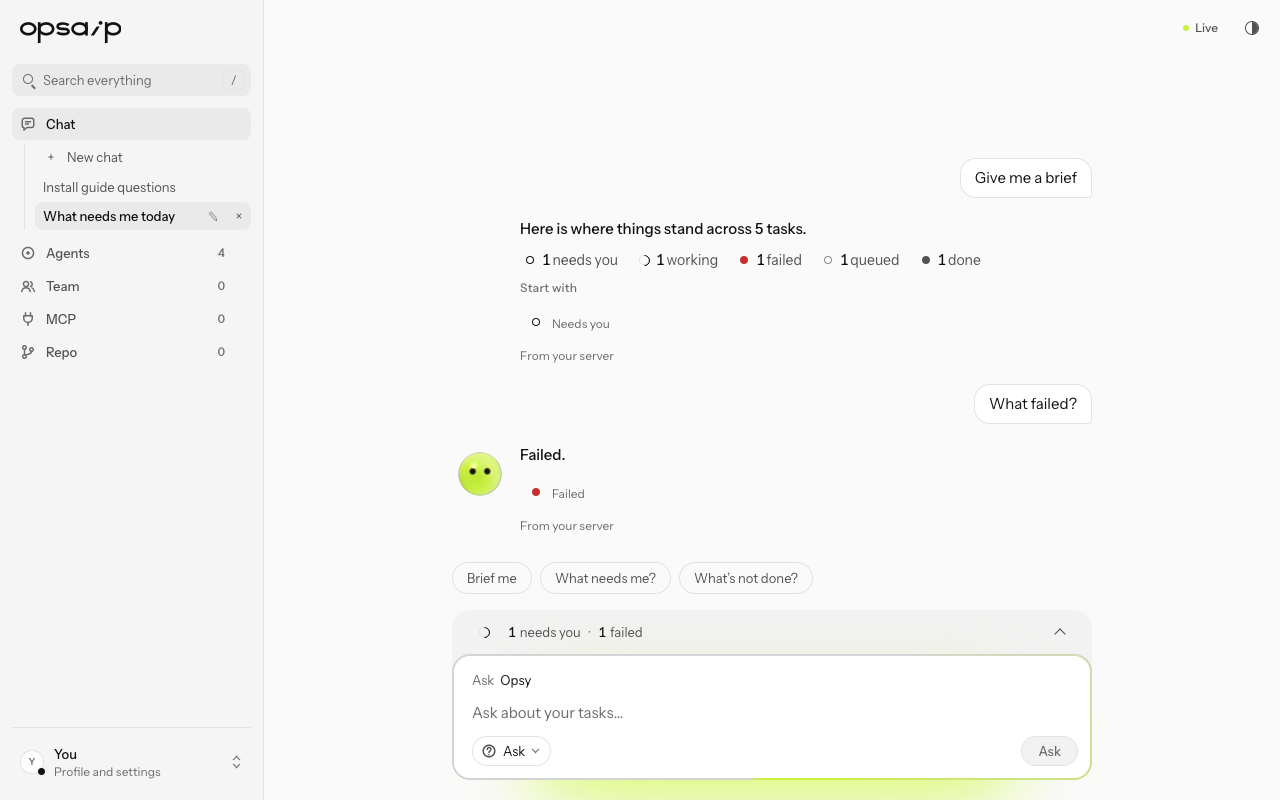 opsaip
Search everything /
Chat
+ New chat
Install guide questions
What needs me today ×
Agents 4
Team 0
MCP 0
Repo 0
Y
You
Profile and settings
Live
Give me a brief
Here is where things stand across 5 tasks.
1 needs you 1 working 1 failed 1 queued 1 done
Start with
Needs you
From your server
What failed?
Failed.
Failed
From your server
Brief me What needs me? What's not done?
1 needs you · 1 failed
Ask Opsy
Ask about your tasks...
Ask Ask